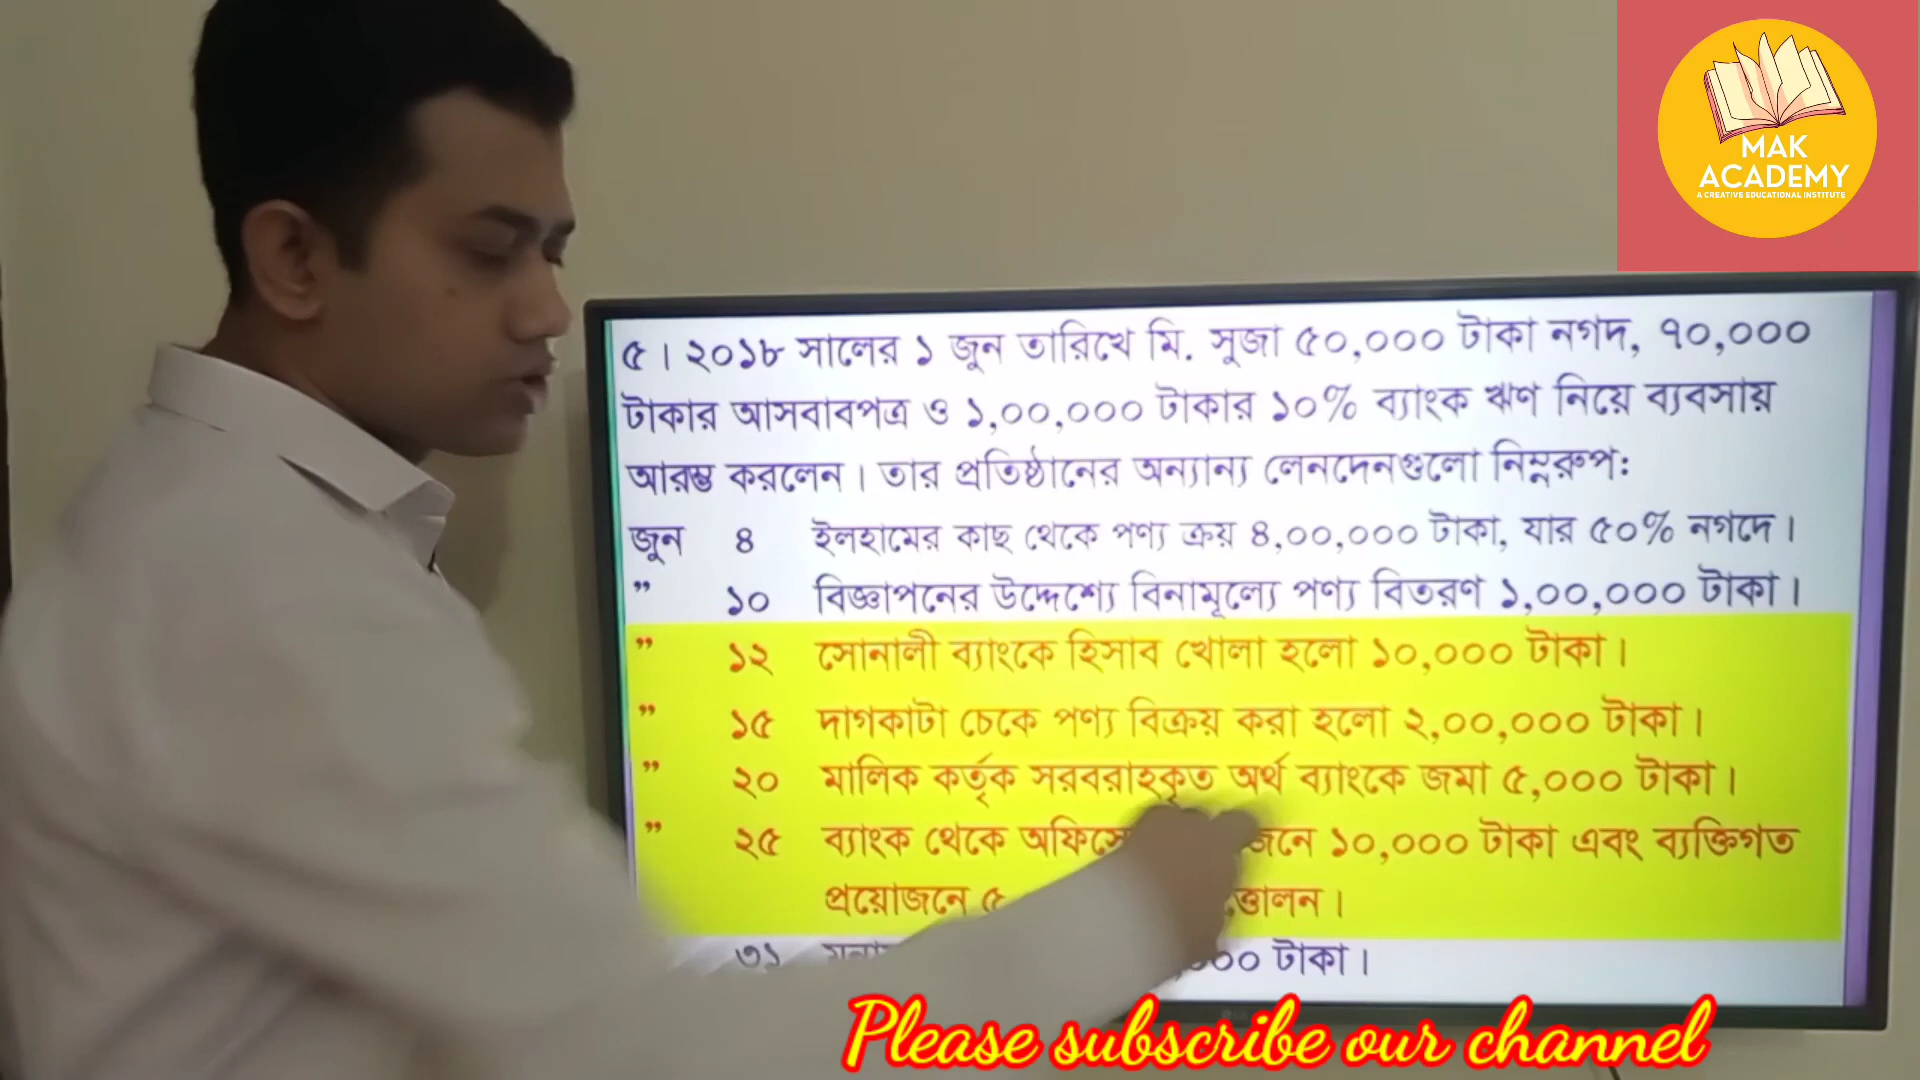 MAK
ACADEMY
A CREATIVE EDUCATIONAL INSTITUTE
৫। ২০১৮ সালের ১ জুন তারিখে মি. সুজা ৫০,০০০ টাকা নগদ, ৭০,০০০
টাকার আসবাবপত্র ও ১,০০,০০০ টাকার ১০% ব্যাংক ঋণ নিয়ে ব্যবসায়
আরম্ভ করলেন। তার প্রতিষ্ঠানের অন্যান্য লেনদেনগুলো নিম্নরুপ:
জুন ৪ ইলহামের কাছ থেকে পণ্য ক্রয় ৪,০০,০০০ টাকা, যার ৫০% নগদে।
” ১০ বিজ্ঞাপনের উদ্দেশ্যে বিনামূল্যে পণ্য বিতরণ ১,০০,০০০ টাকা।
” ১২ সোনালী ব্যাংকে হিসাব খোলা হলো ১০,০০০ টাকা।
” ১৫ দাগকাটা চেকে পণ্য বিক্রয় করা হলো ২,০০,০০০ টাকা।
” ২০ মালিক কর্তৃক সরবরাহকৃত অর্থ ব্যাংকে জমা ৫,০০০ টাকা।
” ২৫ ব্যাংক থেকে ১০,০০০ টাকা এবং ব্যক্তিগত
প্রয়োজনে ৫
৩১ টাকা।
Please subscribe our channel